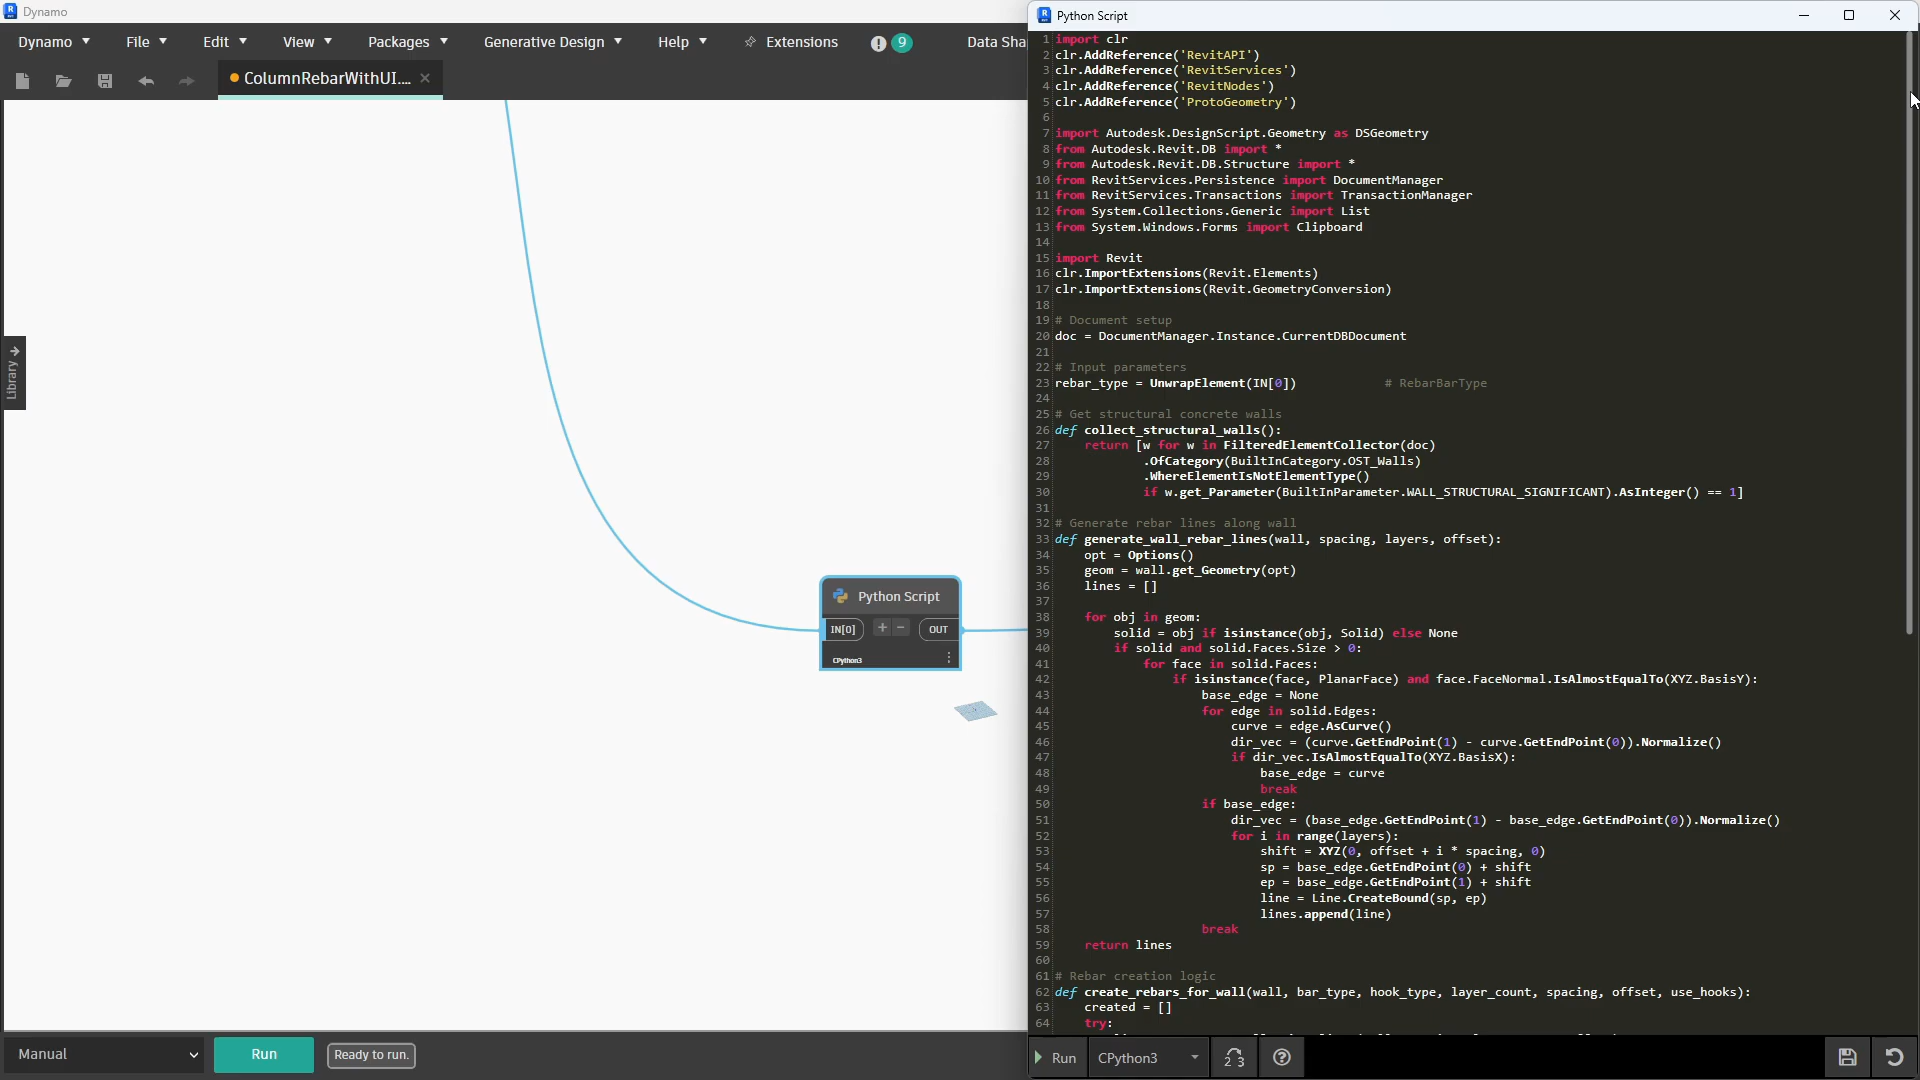 Dynamo
Python Script
Dynamo File Edit View Packages Generative Design Help Extensions 9 Data Sha
ColumnRebarWithUI....
Library
Python Script
IN[0] + - OUT
CPython3
1 import clr
2 clr.AddReference('RevitAPI')
3 clr.AddReference('RevitServices')
4 clr.AddReference('RevitNodes')
5 clr.AddReference('ProtoGeometry')
6
7 import Autodesk.DesignScript.Geometry as DSGeometry
8 from Autodesk.Revit.DB import *
9 from Autodesk.Revit.DB.Structure import *
10 from RevitServices.Persistence import DocumentManager
11 from RevitServices.Transactions import TransactionManager
12 from System.Collections.Generic import List
13 from System.Windows.Forms import Clipboard
14
15 import Revit
16 clr.ImportExtensions(Revit.Elements)
17 clr.ImportExtensions(Revit.GeometryConversion)
18
19 # Document setup
20 doc = DocumentManager.Instance.CurrentDBDocument
21
22 # Input parameters
23 rebar_type = UnwrapElement(IN[0]) # RebarBarType
24
25 # Get structural concrete walls
26 def collect_structural_walls():
27 return [w for w in FilteredElementCollector(doc)
28 .OfCategory(BuiltInCategory.OST_Walls)
29 .WhereElementIsNotElementType()
30 if w.get_Parameter(BuiltInParameter.WALL_STRUCTURAL_SIGNIFICANT).AsInteger() == 1]
31
32 # Generate rebar lines along wall
33 def generate_wall_rebar_lines(wall, spacing, layers, offset):
34 opt = Options()
35 geom = wall.get_Geometry(opt)
36 lines = []
37
38 for obj in geom:
39 solid = obj if isinstance(obj, Solid) else None
40 if solid and solid.Faces.Size > 0:
41 for face in solid.Faces:
42 if isinstance(face, PlanarFace) and face.FaceNormal.IsAlmostEqualTo(XYZ.BasisY):
43 base_edge = None
44 for edge in solid.Edges:
45 curve = edge.AsCurve()
46 dir_vec = (curve.GetEndPoint(1) - curve.GetEndPoint(0)).Normalize()
47 if dir_vec.IsAlmostEqualTo(XYZ.BasisX):
48 base_edge = curve
49 break
50 if base_edge:
51 dir_vec = (base_edge.GetEndPoint(1) - base_edge.GetEndPoint(0)).Normalize()
52 for i in range(layers):
53 shift = XYZ(0, offset + i * spacing, 0)
54 sp = base_edge.GetEndPoint(0) + shift
55 ep = base_edge.GetEndPoint(1) + shift
56 line = Line.CreateBound(sp, ep)
57 lines.append(line)
58 break
59 return lines
60
61 # Rebar creation logic
62 def create_rebars_for_wall(wall, bar_type, hook_type, layer_count, spacing, offset, use_hooks):
63 created = []
64 try:
Manual Run Ready to run.
Run CPython3 2 3